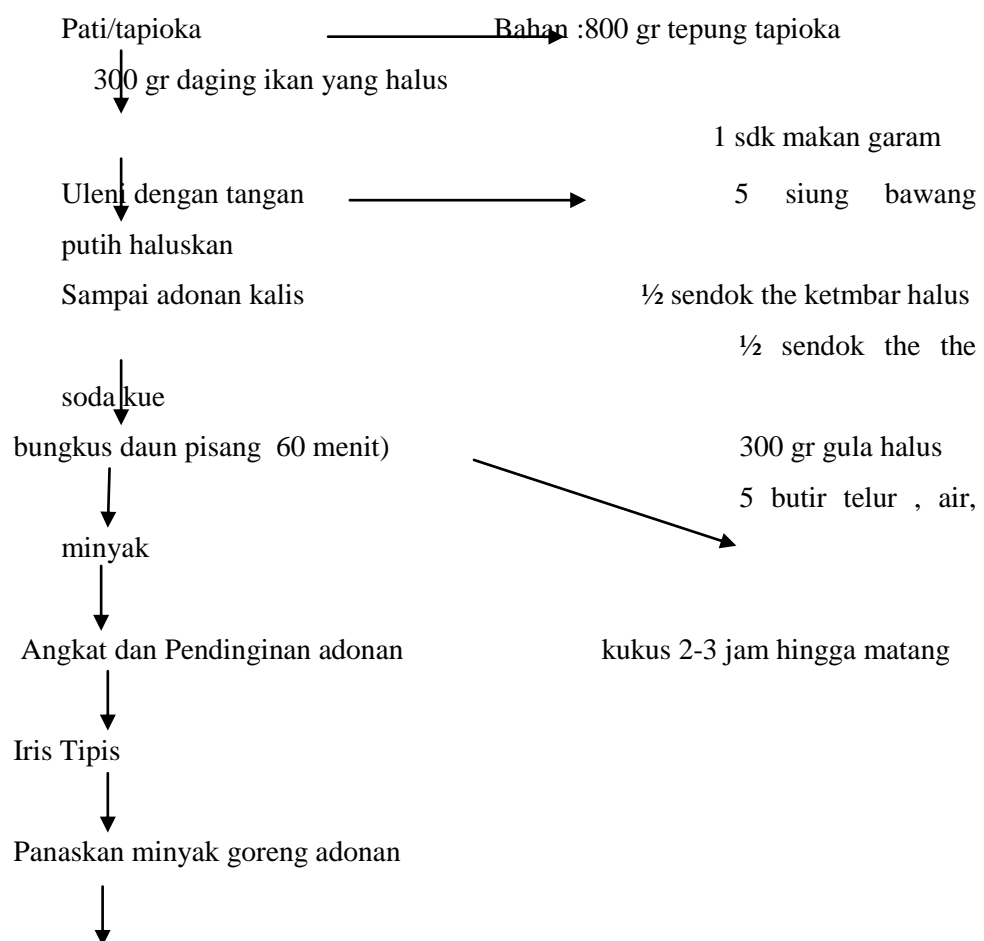 Pati/tapioka Bahan :800 gr tepung tapioka
300 gr daging ikan yang halus
1 sdk makan garam
Uleni dengan tangan 5 siung bawang
putih haluskan
Sampai adonan kalis ½ sendok the ketmbar halus
½ sendok the the
soda kue
bungkus daun pisang 60 menit) 300 gr gula halus
5 butir telur , air,
minyak
Angkat dan Pendinginan adonan kukus 2-3 jam hingga matang
Iris Tipis
Panaskan minyak goreng adonan